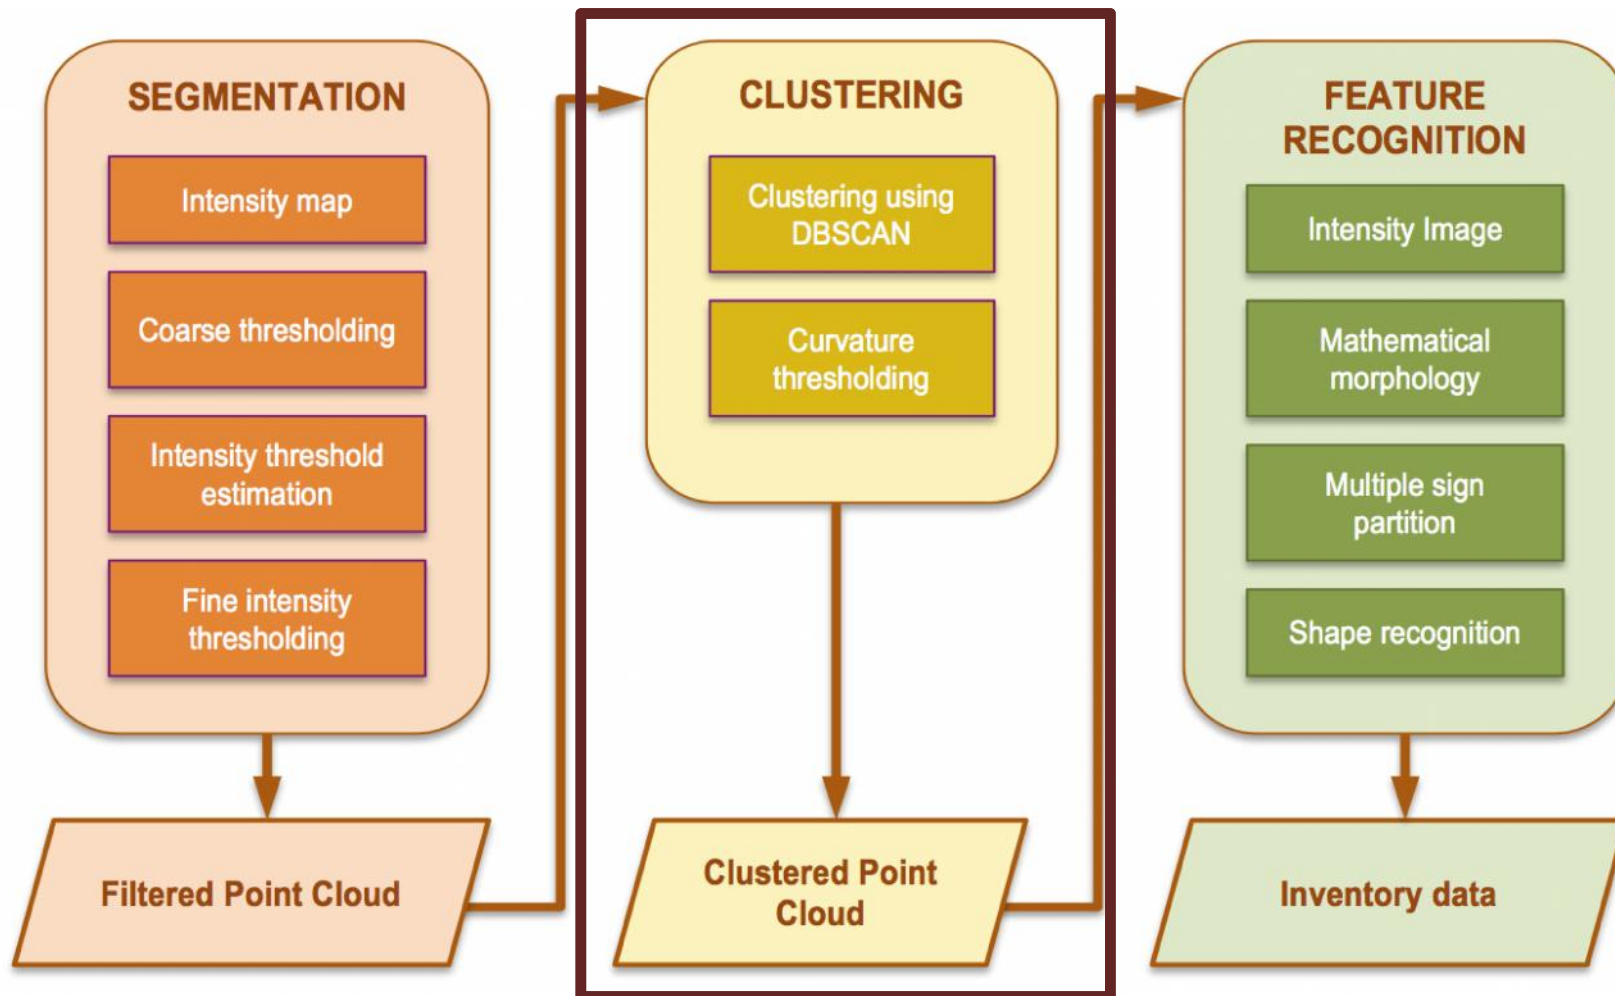 SEGMENTATION
Intensity map
Coarse thresholding
Intensity threshold
estimation
Fine intensity
thresholding
Filtered Point Cloud
CLUSTERING
Clustering using
DBSCAN
Curvature
thresholding
Clustered Point
Cloud
FEATURE
RECOGNITION
Intensity Image
Mathematical
morphology
Multiple sign
partition
Shape recognition
Inventory data